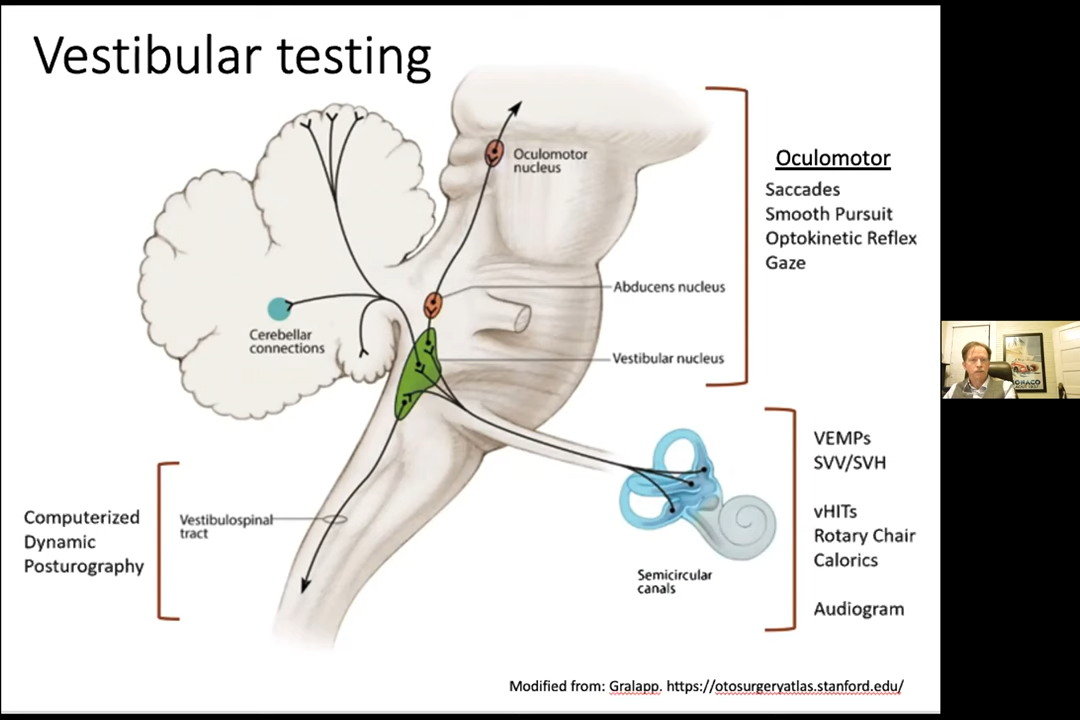 Vestibular testing
Oculomotor
nucleus
Oculomotor
Saccades
Smooth Pursuit
Optokinetic Reflex
Gaze
Abducens nucleus
Cerebellar
connections
Vestibular nucleus
VEMPs
SVV/SVH
vHITs
Rotary Chair
Calorics
Audiogram
Computerized
Dynamic
Posturography
Vestibulospinal
tract
Semicircular
canals
Modified from: Gralapp. https://otosurgeryatlas.stanford.edu/